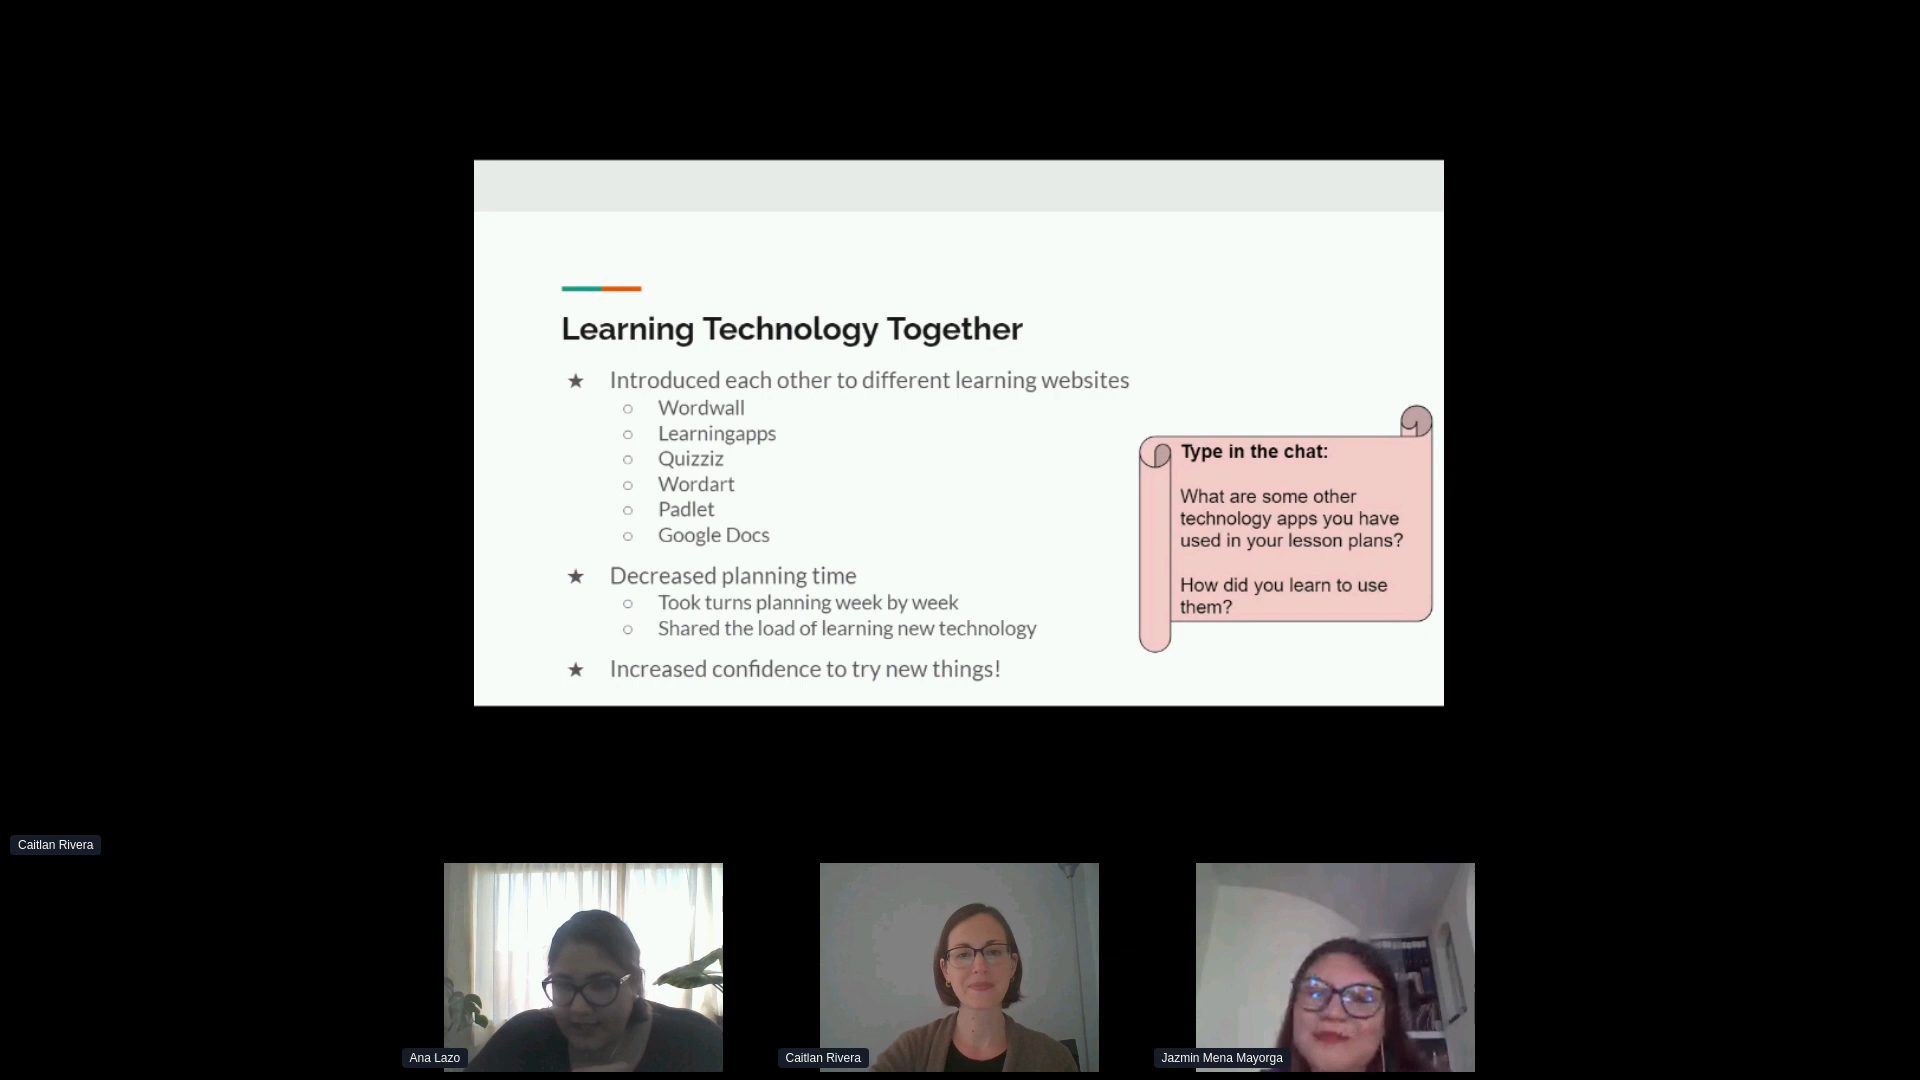 Learning Technology Together
★ Introduced each other to different learning websites
○ Wordwall
○ Learningapps
○ Quizziz
○ Wordart
○ Padlet
○ Google Docs
★ Decreased planning time
○ Took turns planning week by week
○ Shared the load of learning new technology
★ Increased confidence to try new things!
Type in the chat:
What are some other
technology apps you have
used in your lesson plans?
How did you learn to use
them?
Caitlan Rivera
Ana Lazo
Caitlan Rivera
Jazmin Mena Mayorga